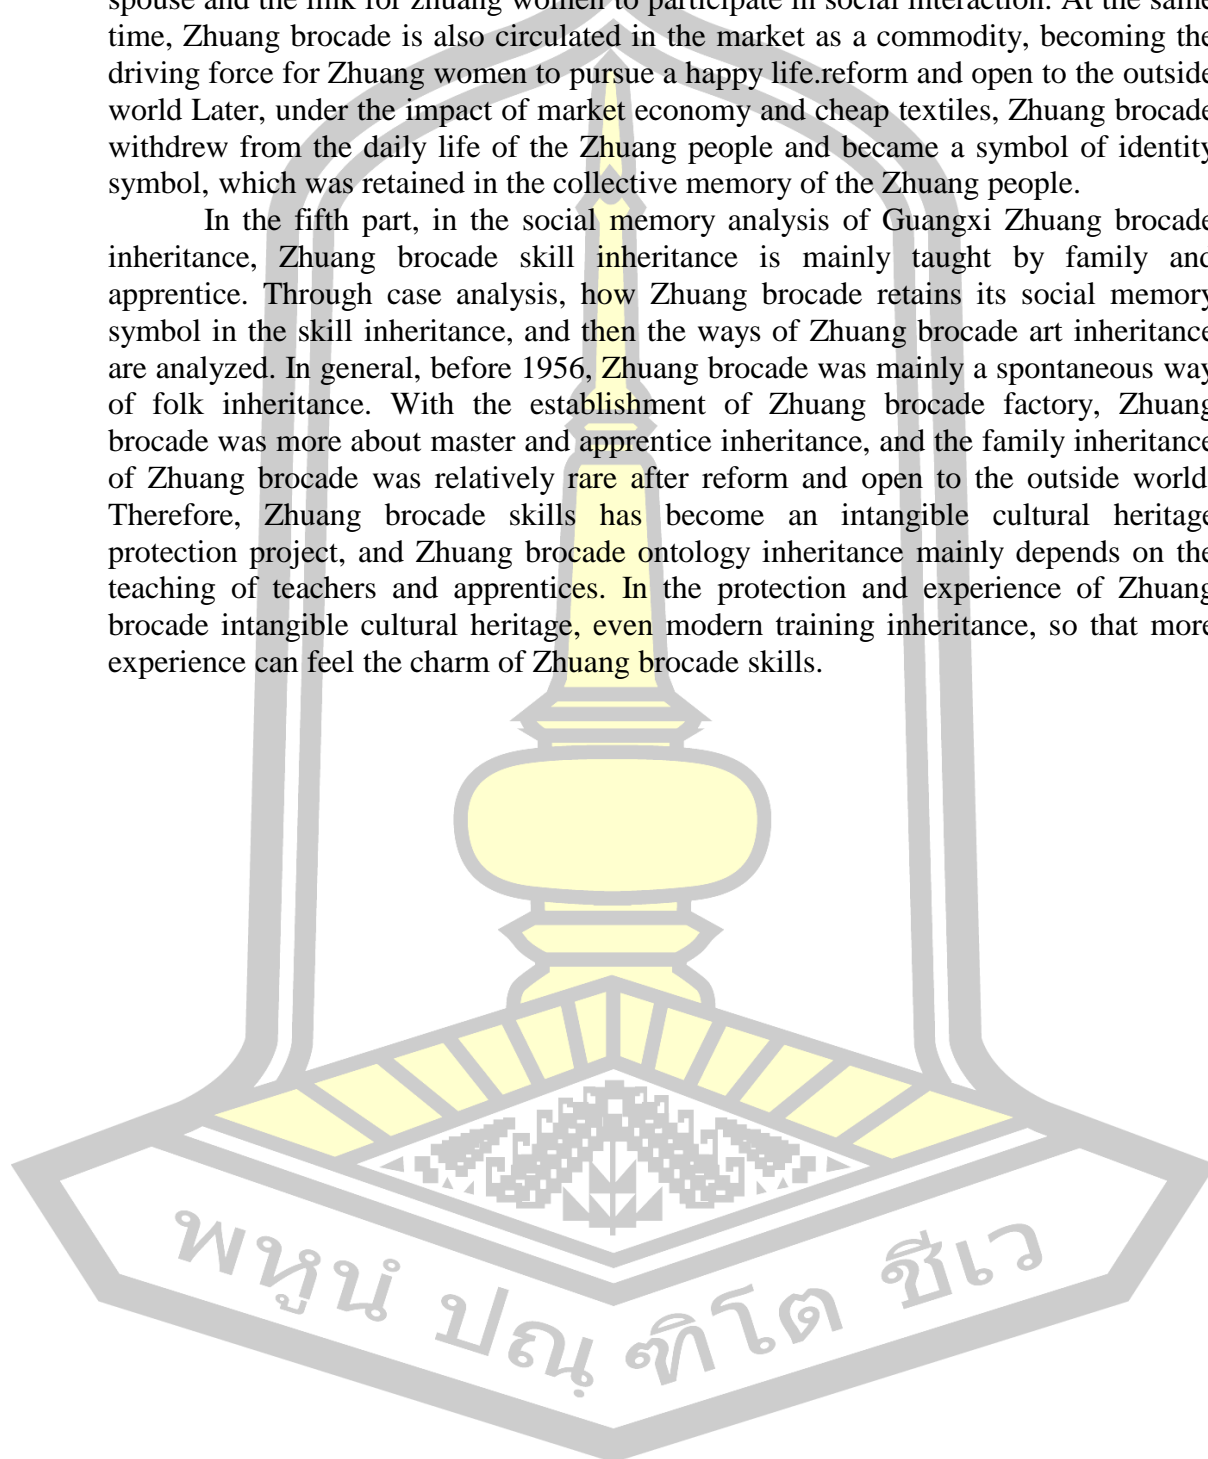 spouse and the link for zhuang women to participate in social interaction. At the same
time, Zhuang brocade is also circulated in the market as a commodity, becoming the
driving force for Zhuang women to pursue a happy life.reform and open to the outside
world Later, under the impact of market economy and cheap textiles, Zhuang brocade
withdrew from the daily life of the Zhuang people and became a symbol of identity
symbol, which was retained in the collective memory of the Zhuang people.
In the fifth part, in the social memory analysis of Guangxi Zhuang brocade
inheritance, Zhuang brocade skill inheritance is mainly taught by family and
apprentice. Through case analysis, how Zhuang brocade retains its social memory
symbol in the skill inheritance, and then the ways of Zhuang brocade art inheritance
are analyzed. In general, before 1956, Zhuang brocade was mainly a spontaneous way
of folk inheritance. With the establishment of Zhuang brocade factory, Zhuang
brocade was more about master and apprentice inheritance, and the family inheritance
of Zhuang brocade was relatively rare after reform and open to the outside world
Therefore, Zhuang brocade skills has become an intangible cultural heritage
protection project, and Zhuang brocade ontology inheritance mainly depends on the
teaching of teachers and apprentices. In the protection and experience of Zhuang
brocade intangible cultural heritage, even modern training inheritance, so that more
experience can feel the charm of Zhuang brocade skills.
พหูนํ ปณฺฑิโต ชีเว